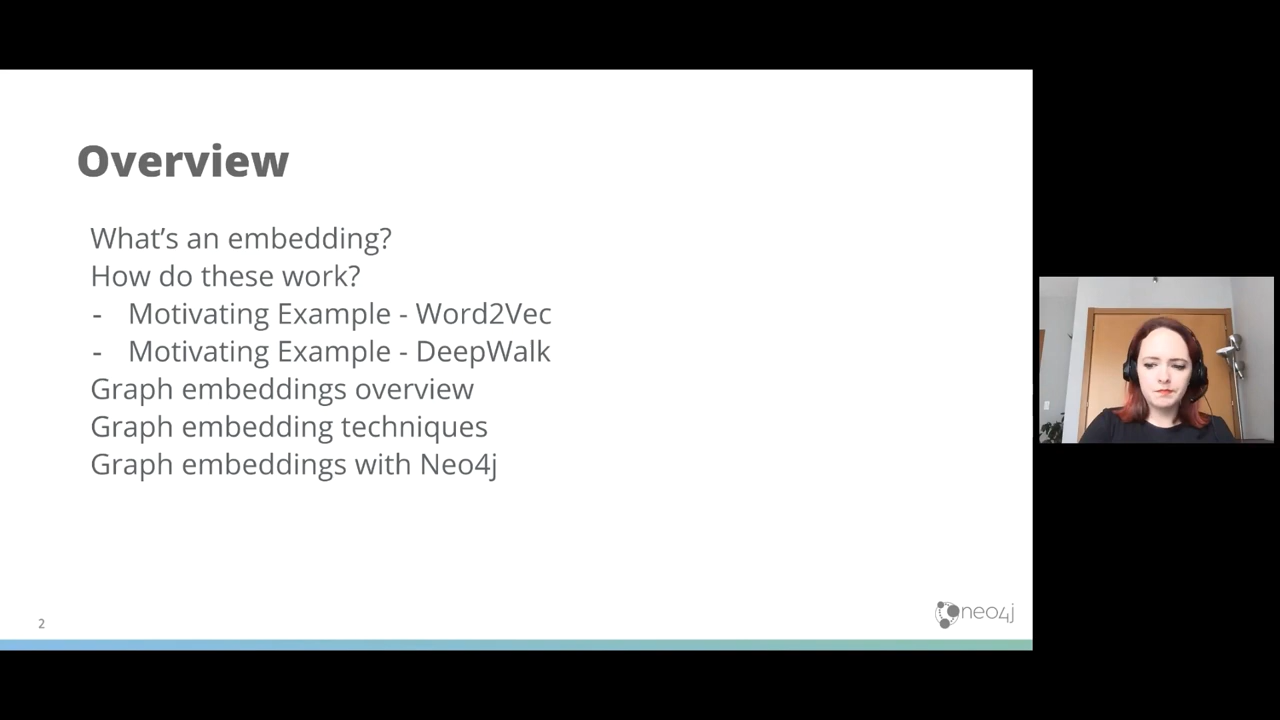 Overview
What's an embedding?
How do these work?
- Motivating Example - Word2Vec
- Motivating Example - DeepWalk
Graph embeddings overview
Graph embedding techniques
Graph embeddings with Neo4j
2
neo4j